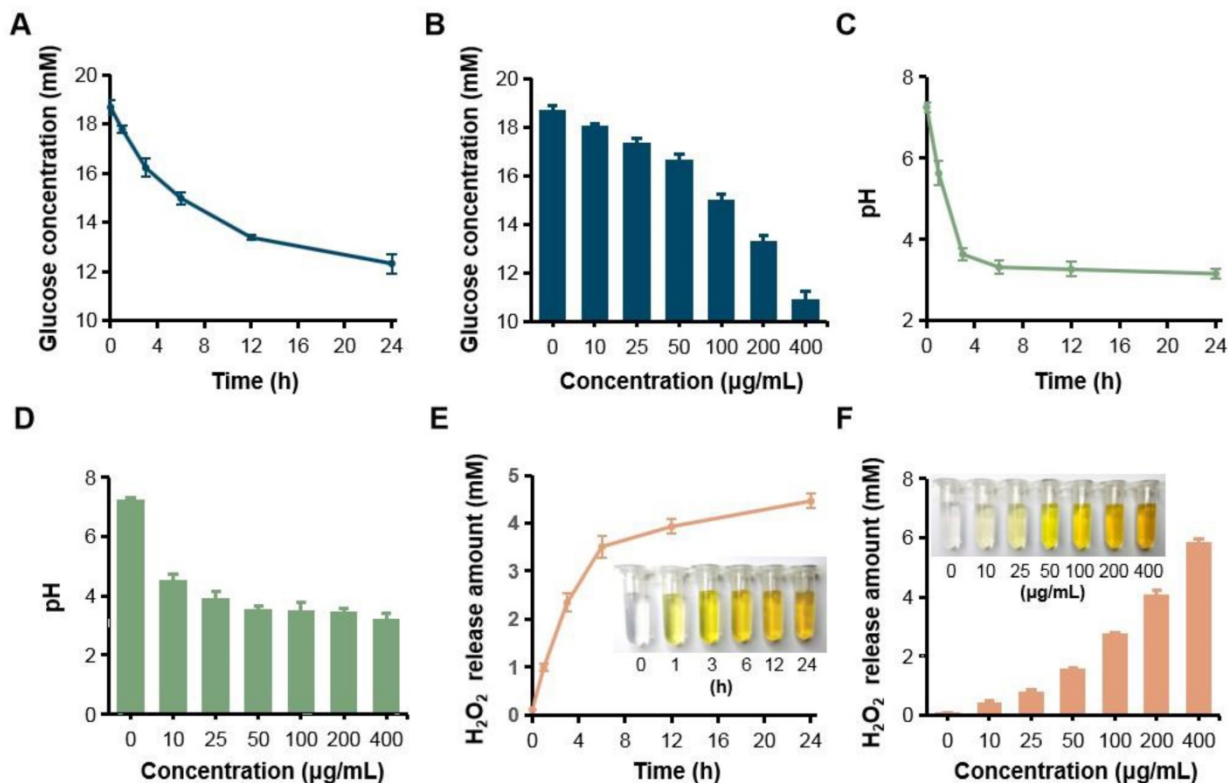 A
Glucose concentration (mM)
20
18
16
14
12
10
0 4 8 12 16 20 24
Time (h)
B
Glucose concentration (mM)
20
18
16
14
12
10
0 10 25 50 100 200 400
Concentration (µg/mL)
C
pH
8
6
4
2
0 4 8 12 16 20 24
Time (h)
D
pH
8
6
4
2
0
0 10 25 50 100 200 400
Concentration (µg/mL)
E
H₂O₂ release amount (mM)
5
4
3
2
1
0
0 1 3 6 12 24
(h)
0 4 8 12 16 20 24
Time (h)
F
H₂O₂ release amount (mM)
8
6
4
2
0
0 10 25 50 100 200 400
(µg/mL)
0 10 25 50 100 200 400
Concentration (µg/mL)